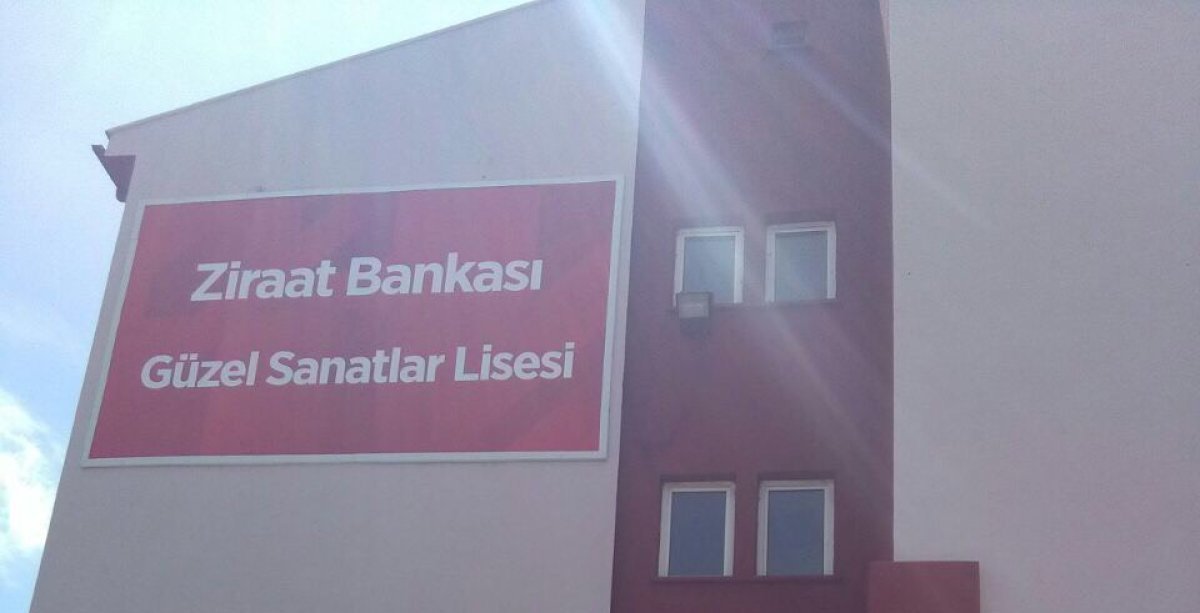 Ziraat Bankası
Güzel Sanatlar Lisesi